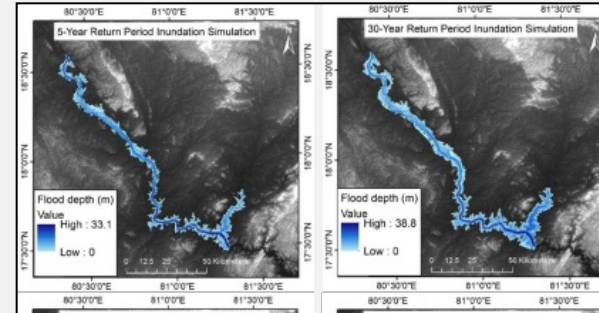 80°30'0"E 81°0'0"E 81°30'0"E
5-Year Return Period Inundation Simulation
18°30'0"N
18°0'0"N
17°30'0"N
Flood depth (m)
Value
High : 33.1
Low : 0
0 12.5 25 50 Kilometers
80°30'0"E 81°0'0"E 81°30'0"E
80°30'0"E 81°0'0"E 81°30'0"E
30-Year Return Period Inundation Simulation
18°30'0"N
18°0'0"N
17°30'0"N
Flood depth (m)
Value
High : 38.8
Low : 0
0 12.5 25 50 Kilometers
80°30'0"E 81°0'0"E 81°30'0"E